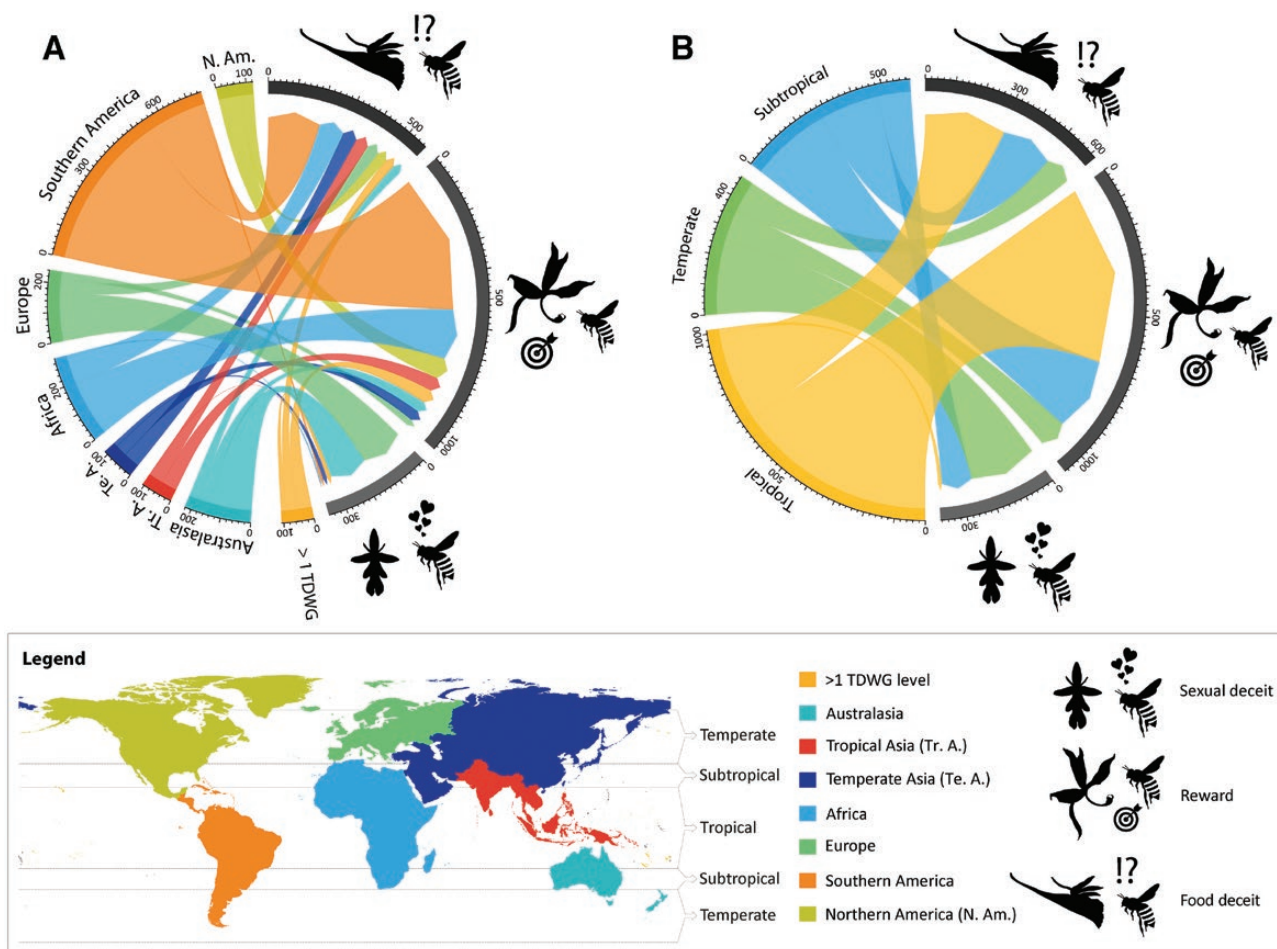 A
N. Am.
0
100
0
500
!?
Southern America
0
300
600
0
500
1000
Europe
0
200
Africa
0
200
Te. A.
0
100
Tr. A.
0
100
Australasia
0
200
> 1 TDWG
0
100
0
300
B
Subtropical
0
500
0
300
600
!?
Temperate
0
400
0
500
1000
Tropical
0
500
1000
0
300
Legend
Temperate
Subtropical
Tropical
Subtropical
Temperate
>1 TDWG level
Australasia
Tropical Asia (Tr. A.)
Temperate Asia (Te. A.)
Africa
Europe
Southern America
Northern America (N. Am.)
Sexual deceit
Reward
!?
Food deceit